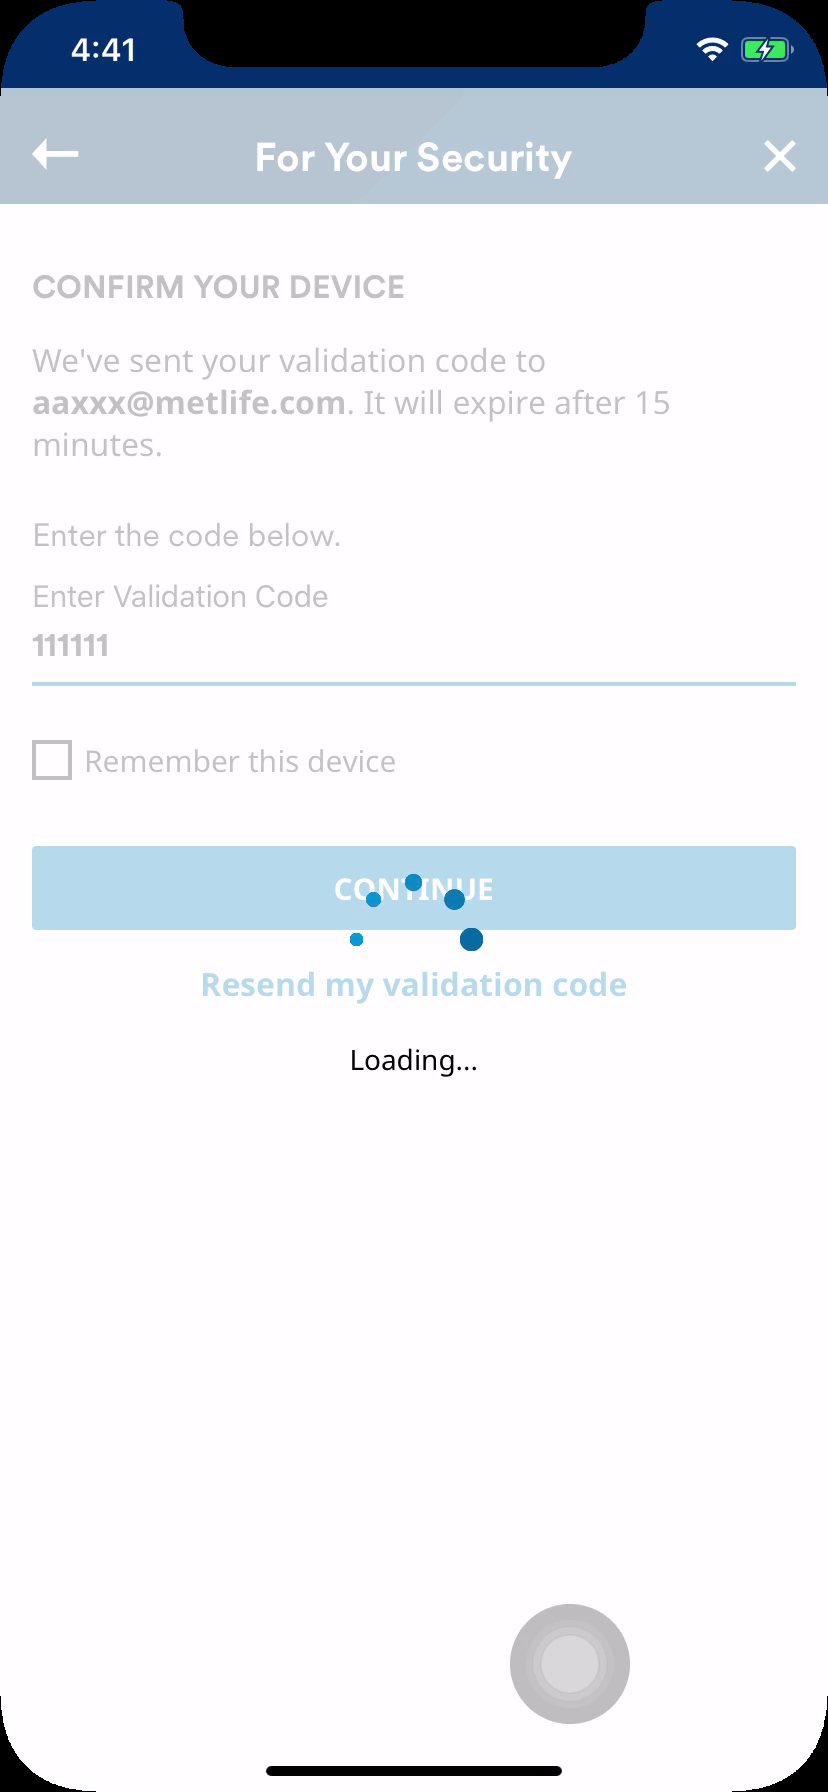 4:41
For Your Security
CONFIRM YOUR DEVICE
We've sent your validation code to
aaxxx@metlife.com. It will expire after 15
minutes.
Enter the code below.
Enter Validation Code
111111
Remember this device
CONTINUE
Resend my validation code
Loading...